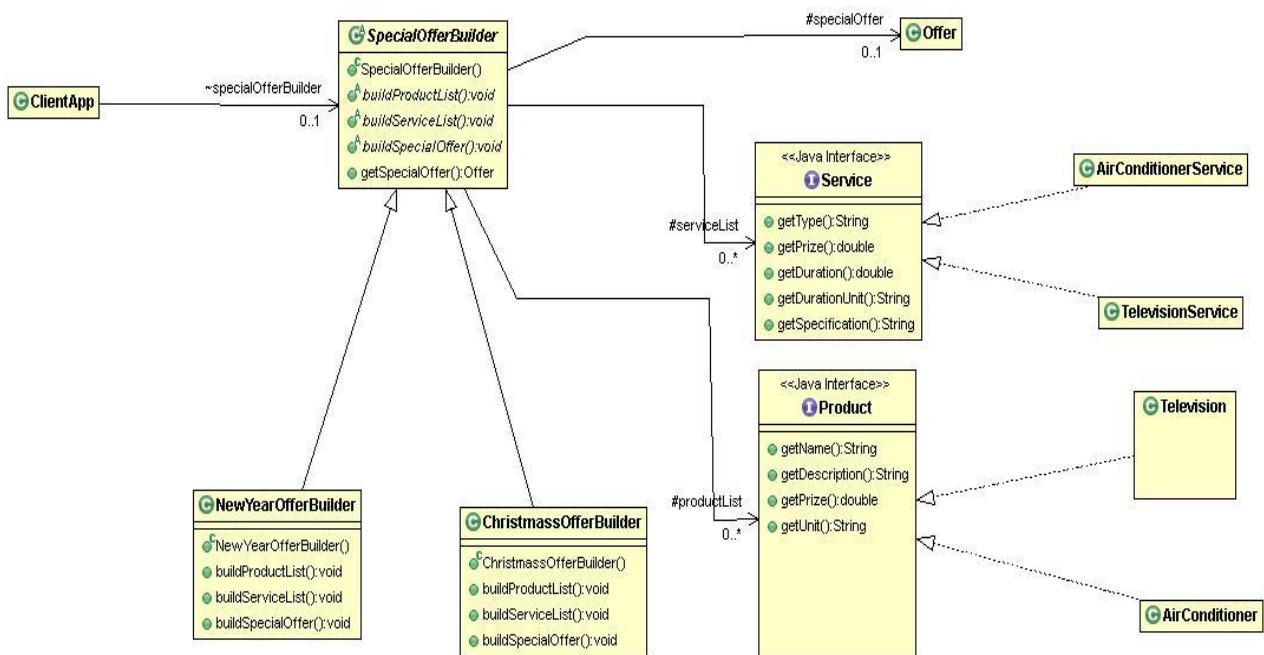 SpecialOfferBuilder
SpecialOfferBuilder()
buildProductList():void
buildServiceList():void
buildSpecialOffer():void
getSpecialOffer():Offer
#specialOffer
0..1
Offer
ClientApp
~specialOfferBuilder
0..1
<<Java Interface>>
Service
getType():String
getPrize():double
getDuration():double
getDurationUnit():String
getSpecification():String
#serviceList
0..*
AirConditionerService
TelevisionService
<<Java Interface>>
Product
getName():String
getDescription():String
getPrize():double
getUnit():String
#productList
0..*
Television
AirConditioner
NewYearOfferBuilder
NewYearOfferBuilder()
buildProductList():void
buildServiceList():void
buildSpecialOffer():void
ChristmassOfferBuilder
ChristmassOfferBuilder()
buildProductList():void
buildServiceList():void
buildSpecialOffer():void